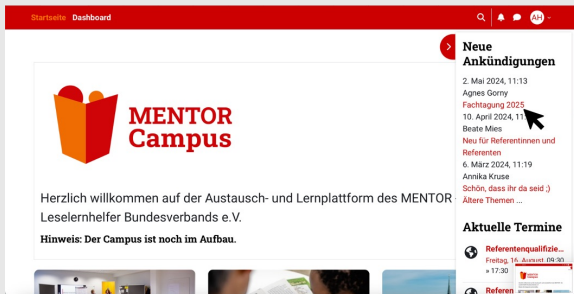 Startseite Dashboard
AH
MENTOR
Campus
Herzlich willkommen auf der Austausch- und Lernplattform des MENTOR
Leselernhelfer Bundesverbands e.V.
Hinweis: Der Campus ist noch im Aufbau.
Neue
Ankündigungen
2. Mai 2024, 11:13
Agnes Gorny
Fachtagung 2025
10. April 2024,
Beate Mies
Neu für Referentinnen und
Referenten
6. März 2024, 11:19
Annika Kruse
Schön, dass ihr da seid ;)
Ältere Themen ...
Aktuelle Termine
Referentenqualifizie...
Freitag, 16. August, 09:30
» 17:30
Referen